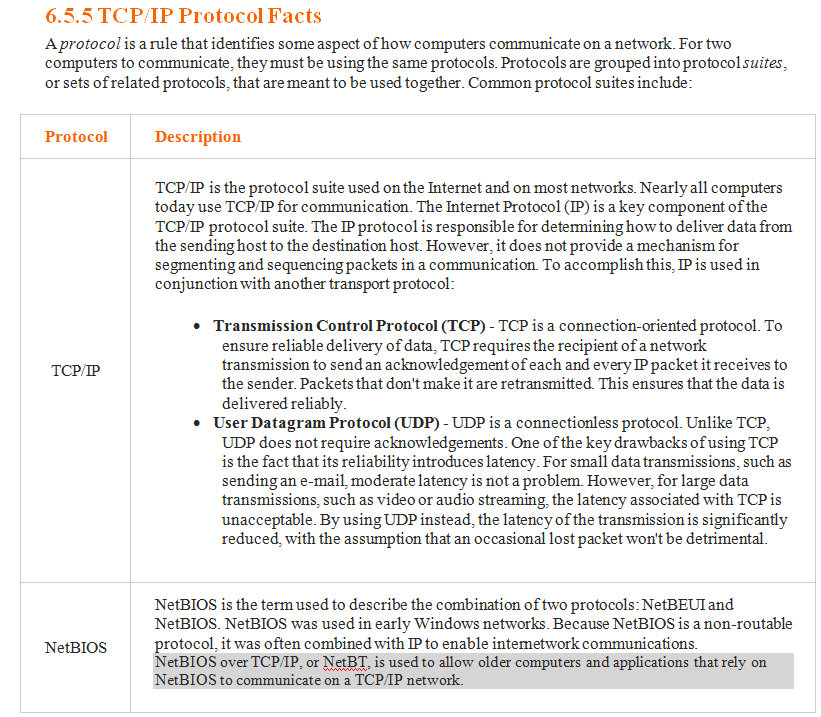 6.5.5 TCP/IP Protocol Facts
A protocol is a rule that identifies some aspect of how computers communicate on a network. For two
computers to communicate, they must be using the same protocols. Protocols are grouped into protocol suites,
or sets of related protocols, that are meant to be used together. Common protocol suites include:
Protocol
Description
TCP/IP
TCP/IP is the protocol suite used on the Internet and on most networks. Nearly all computers
today use TCP/IP for communication. The Internet Protocol (IP) is a key component of the
TCP/IP protocol suite. The IP protocol is responsible for determining how to deliver data from
the sending host to the destination host. However, it does not provide a mechanism for
segmenting and sequencing packets in a communication. To accomplish this, IP is used in
conjunction with another transport protocol:
• Transmission Control Protocol (TCP) - TCP is a connection-oriented protocol. To
ensure reliable delivery of data, TCP requires the recipient of a network
transmission to send an acknowledgement of each and every IP packet it receives to
the sender. Packets that don't make it are retransmitted. This ensures that the data is
delivered reliably.
• User Datagram Protocol (UDP) - UDP is a connectionless protocol. Unlike TCP,
UDP does not require acknowledgements. One of the key drawbacks of using TCP
is the fact that its reliability introduces latency. For small data transmissions, such as
sending an e-mail, moderate latency is not a problem. However, for large data
transmissions, such as video or audio streaming, the latency associated with TCP is
unacceptable. By using UDP instead, the latency of the transmission is significantly
reduced, with the assumption that an occasional lost packet won't be detrimental.
NetBIOS
NetBIOS is the term used to describe the combination of two protocols: NetBEUI and
NetBIOS. NetBIOS was used in early Windows networks. Because NetBIOS is a non-routable
protocol, it was often combined with IP to enable internetwork communications.
NetBIOS over TCP/IP, or NetBT, is used to allow older computers and applications that rely on
NetBIOS to communicate on a TCP/IP network.